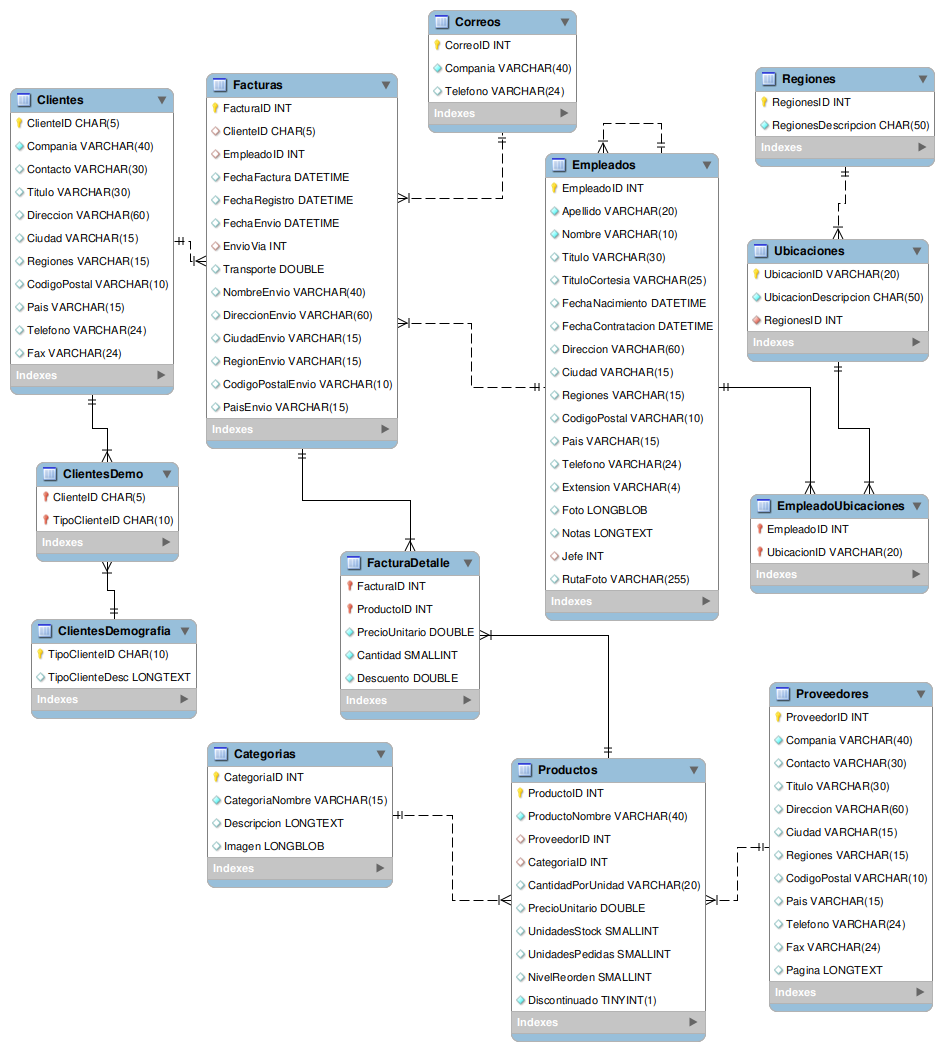 Correos
CorreoID INT
Compania VARCHAR(40)
Telefono VARCHAR(24)
Indexes
Clientes
ClienteID CHAR(5)
Compania VARCHAR(40)
Contacto VARCHAR(30)
Titulo VARCHAR(30)
Direccion VARCHAR(60)
Ciudad VARCHAR(15)
Regiones VARCHAR(15)
CodigoPostal VARCHAR(10)
Pais VARCHAR(15)
Telefono VARCHAR(24)
Fax VARCHAR(24)
Indexes
Facturas
FacturaID INT
ClienteID CHAR(5)
EmpleadoID INT
FechaFactura DATETIME
FechaRegistro DATETIME
FechaEnvio DATETIME
EnvioVia INT
Transporte DOUBLE
NombreEnvio VARCHAR(40)
DireccionEnvio VARCHAR(60)
CiudadEnvio VARCHAR(15)
RegionEnvio VARCHAR(15)
CodigoPostalEnvio VARCHAR(10)
PaisEnvio VARCHAR(15)
Indexes
Empleados
EmpleadoID INT
Apellido VARCHAR(20)
Nombre VARCHAR(10)
Titulo VARCHAR(30)
TituloCortesia VARCHAR(25)
FechaNacimiento DATETIME
FechaContratacion DATETIME
Direccion VARCHAR(60)
Ciudad VARCHAR(15)
Regiones VARCHAR(15)
CodigoPostal VARCHAR(10)
Pais VARCHAR(15)
Telefono VARCHAR(24)
Extension VARCHAR(4)
Foto LONGBLOB
Notas LONGTEXT
Jefe INT
RutaFoto VARCHAR(255)
Indexes
Regiones
RegionesID INT
RegionesDescripcion CHAR(50)
Indexes
Ubicaciones
UbicacionID VARCHAR(20)
UbicacionDescripcion CHAR(50)
RegionesID INT
Indexes
EmpleadoUbicaciones
EmpleadoID INT
UbicacionID VARCHAR(20)
Indexes
ClientesDemo
ClienteID CHAR(5)
TipoClienteID CHAR(10)
Indexes
ClientesDemografia
TipoClienteID CHAR(10)
TipoClienteDesc LONGTEXT
Indexes
FacturaDetalle
FacturaID INT
ProductoID INT
PrecioUnitario DOUBLE
Cantidad SMALLINT
Descuento DOUBLE
Indexes
Categorias
CategoriaID INT
CategoriaNombre VARCHAR(15)
Descripcion LONGTEXT
Imagen LONGBLOB
Indexes
Productos
ProductoID INT
ProductoNombre VARCHAR(40)
ProveedorID INT
CategoriaID INT
CantidadPorUnidad VARCHAR(20)
PrecioUnitario DOUBLE
UnidadesStock SMALLINT
UnidadesPedidas SMALLINT
NivelReorden SMALLINT
Discontinuado TINYINT(1)
Indexes
Proveedores
ProveedorID INT
Compania VARCHAR(40)
Contacto VARCHAR(30)
Titulo VARCHAR(30)
Direccion VARCHAR(60)
Ciudad VARCHAR(15)
Regiones VARCHAR(15)
CodigoPostal VARCHAR(10)
Pais VARCHAR(15)
Telefono VARCHAR(24)
Fax VARCHAR(24)
Pagina LONGTEXT
Indexes